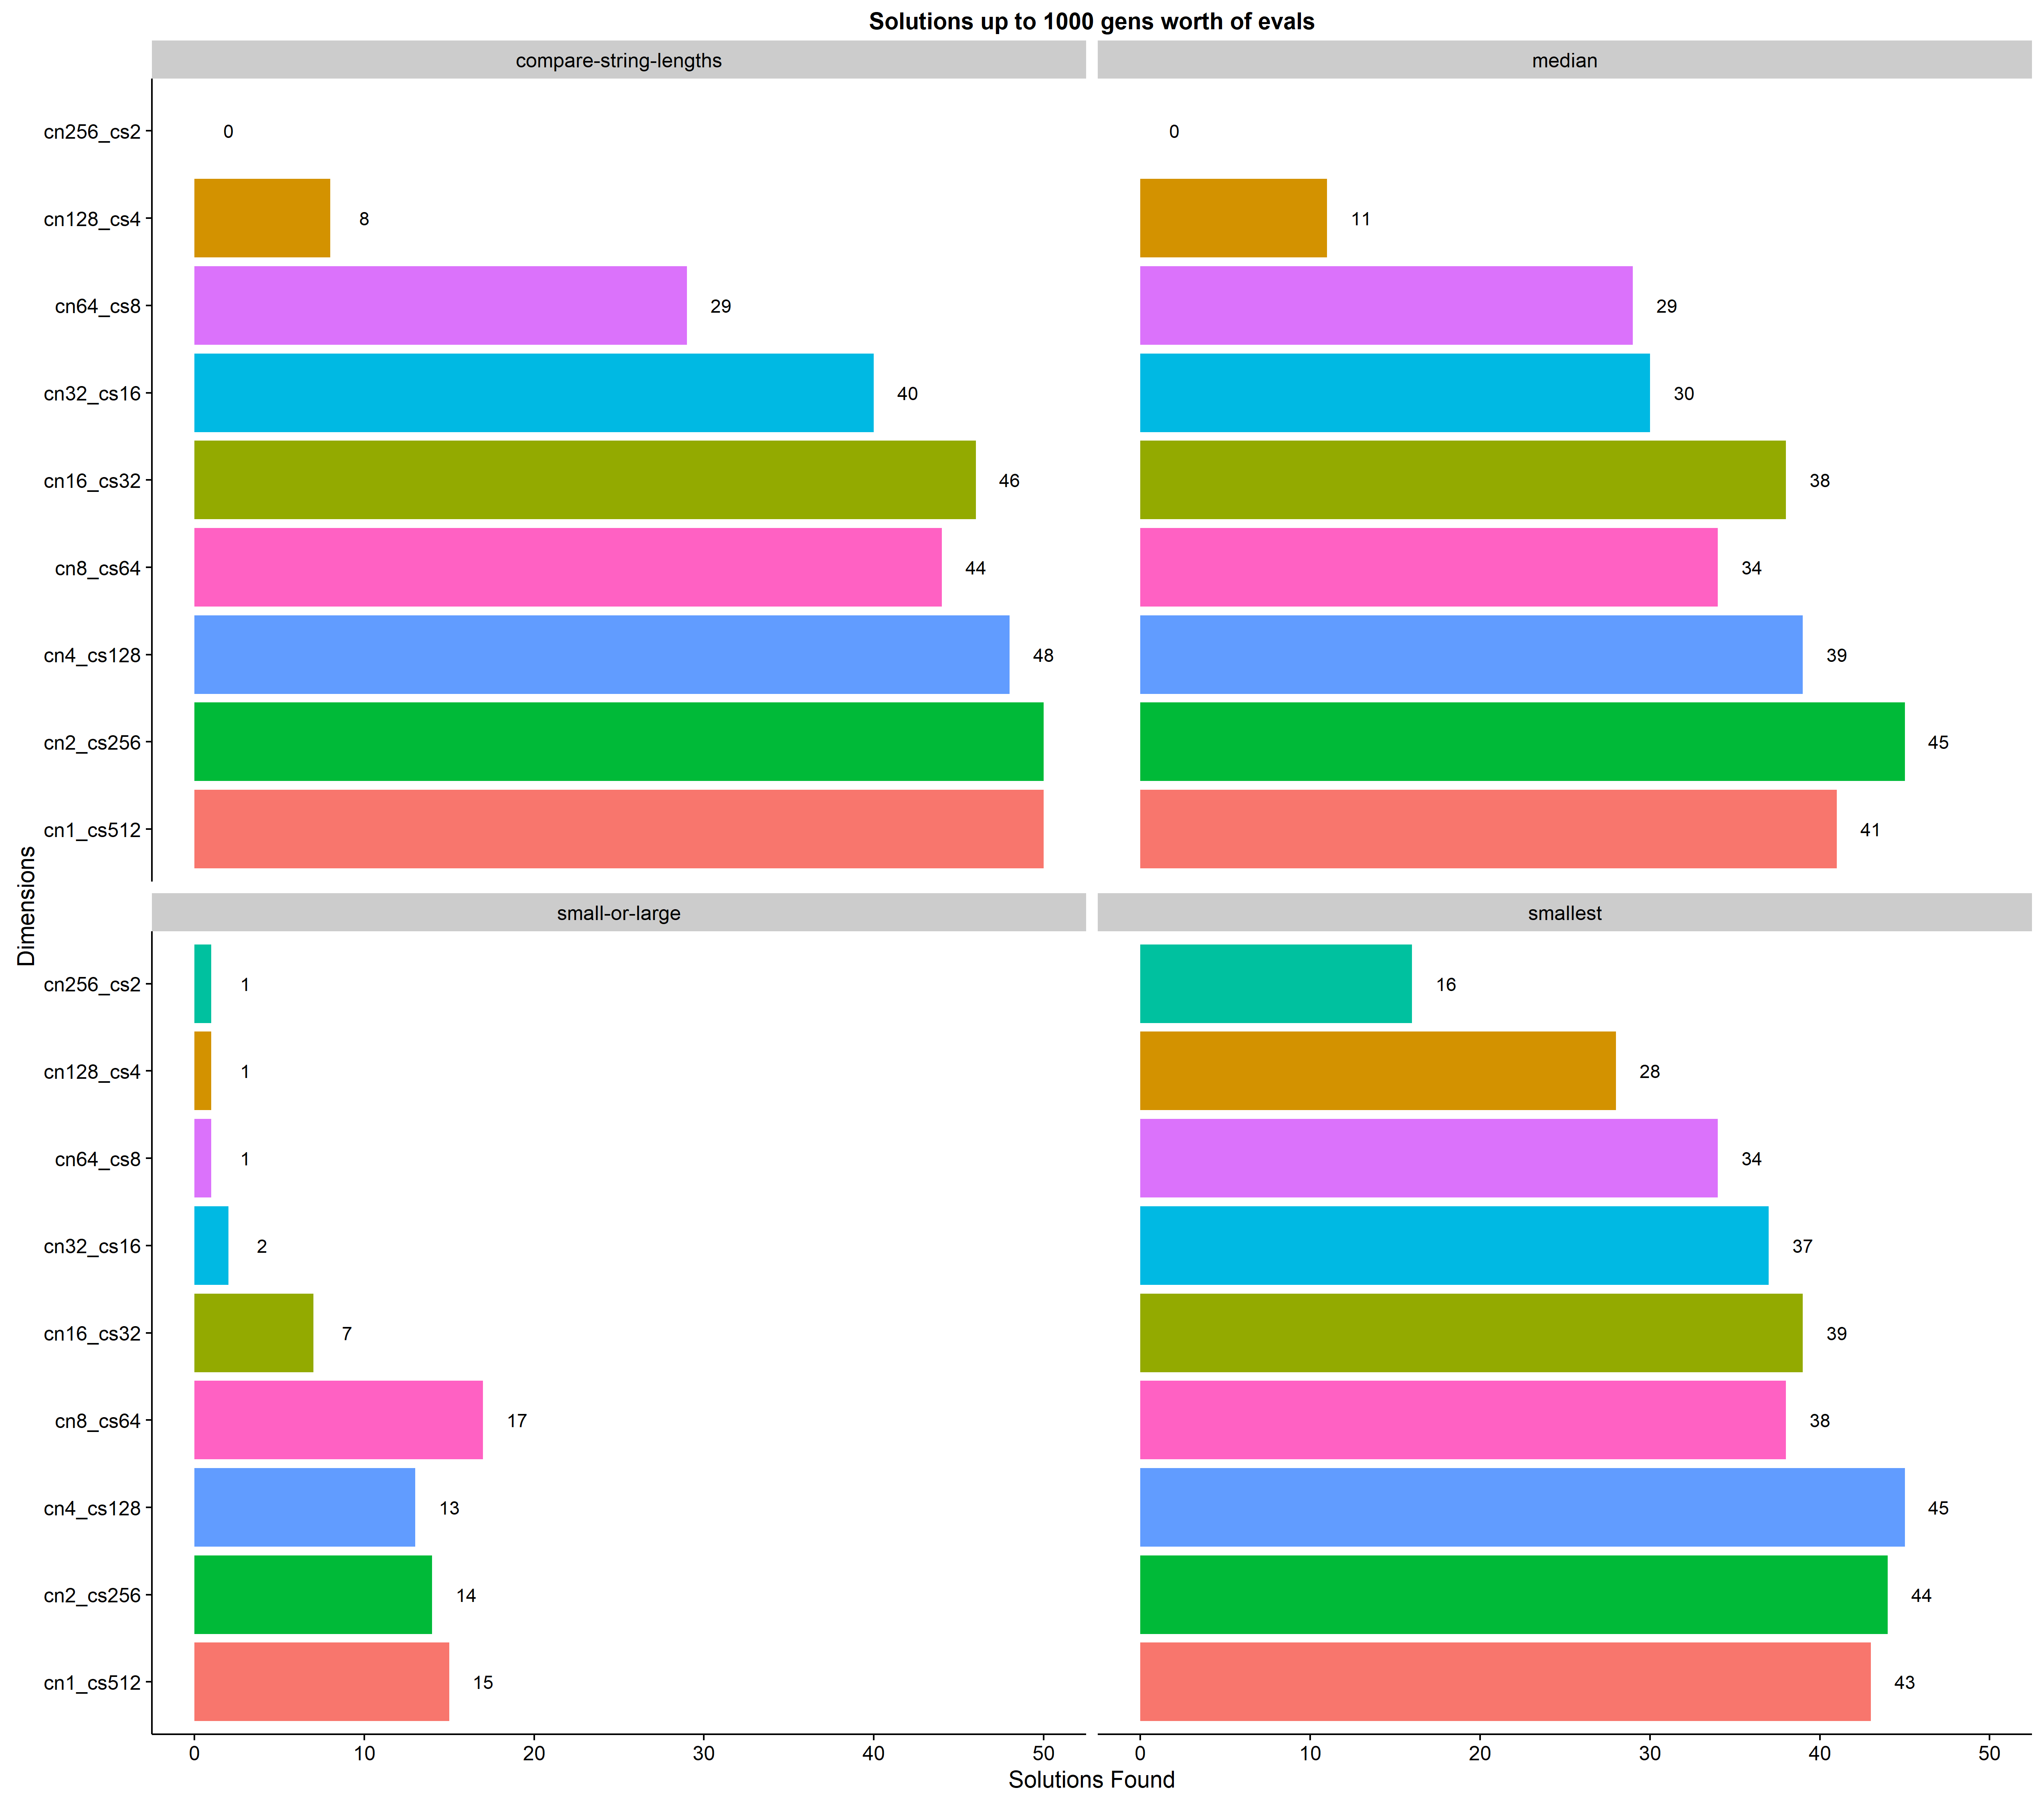 Solutions up to 1000 gens worth of evals
compare-string-lengths
cn256_cs2 0
cn128_cs4 8
cn64_cs8 29
cn32_cs16 40
cn16_cs32 46
cn8_cs64 44
cn4_cs128 48
cn2_cs256
cn1_cs512
median
0
11
29
30
38
34
39
45
41
Dimensions
small-or-large
cn256_cs2 1
cn128_cs4 1
cn64_cs8 1
cn32_cs16 2
cn16_cs32 7
cn8_cs64 17
cn4_cs128 13
cn2_cs256 14
cn1_cs512 15
0 10 20 30 40 50
smallest
16
28
34
37
39
38
45
44
43
0 10 20 30 40 50
Solutions Found